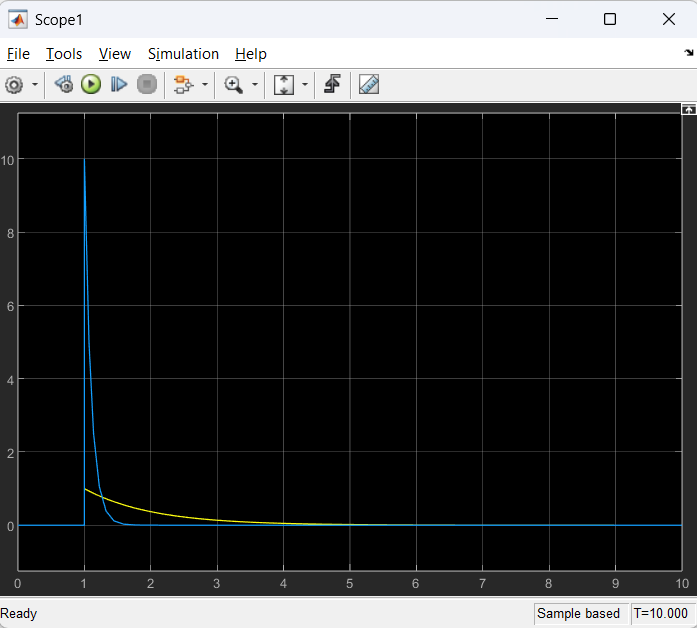 Scope1
File Tools View Simulation Help
10
8
6
4
2
0
0 1 2 3 4 5 6 7 8 9 10
Ready
Sample based T=10.000